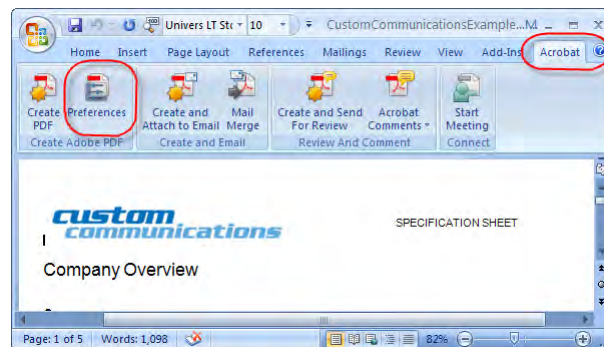 Univers LT Stc 10 CustomCommunicationsExample...M
Home Insert Page Layout References Mailings Review View Add-Ins Acrobat
Create PDF Preferences Create and Attach to Email Mail Merge Create and Send For Review Acrobat Comments Start Meeting
Create Adobe PDF Create and Email Review And Comment Connect
custom communications
SPECIFICATION SHEET
Company Overview
Page: 1 of 5 Words: 1,098 82%